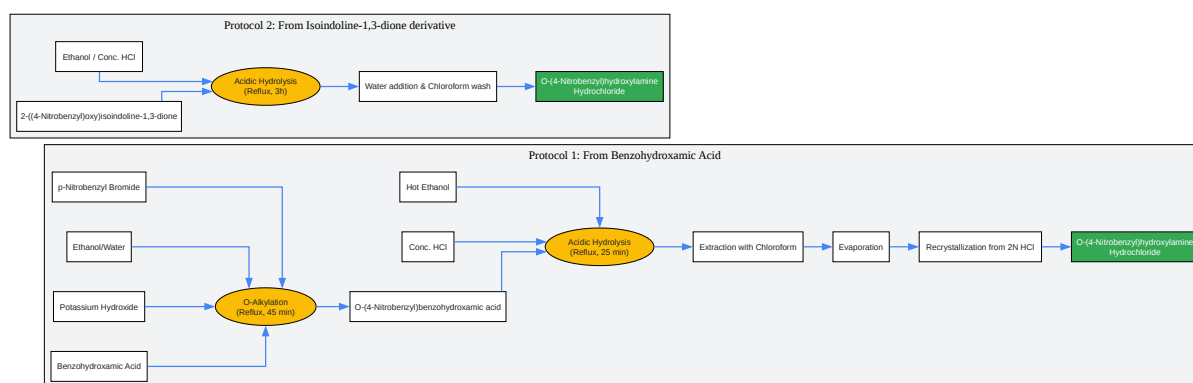 Protocol 2: From Isoindoline-1,3-dione derivative
Ethanol / Conc. HCl
2-((4-Nitrobenzyl)oxy)isoindoline-1,3-dione
Acidic Hydrolysis
(Reflux, 3h)
Water addition & Chloroform wash
O-(4-Nitrobenzyl)hydroxylamine
Hydrochloride
Protocol 1: From Benzohydroxamic Acid
p-Nitrobenzyl Bromide
Ethanol/Water
Potassium Hydroxide
Benzohydroxamic Acid
O-Alkylation
(Reflux, 45 min)
O-(4-Nitrobenzyl)benzohydroxamic acid
Hot Ethanol
Conc. HCl
Acidic Hydrolysis
(Reflux, 25 min)
Extraction with Chloroform
Evaporation
Recrystallization from 2N HCl
O-(4-Nitrobenzyl)hydroxylamine
Hydrochloride